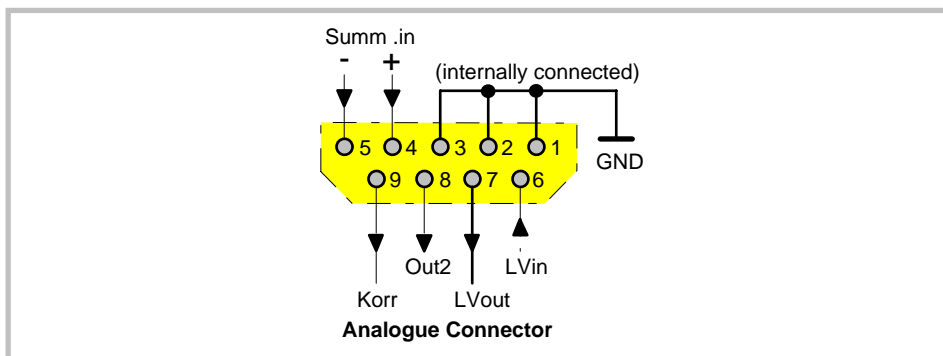 Summ .in
- +
(internally connected)
5 4 3 2 1
GND
9 8 7 6
Out2 LVin
Korr LVout
Analogue Connector